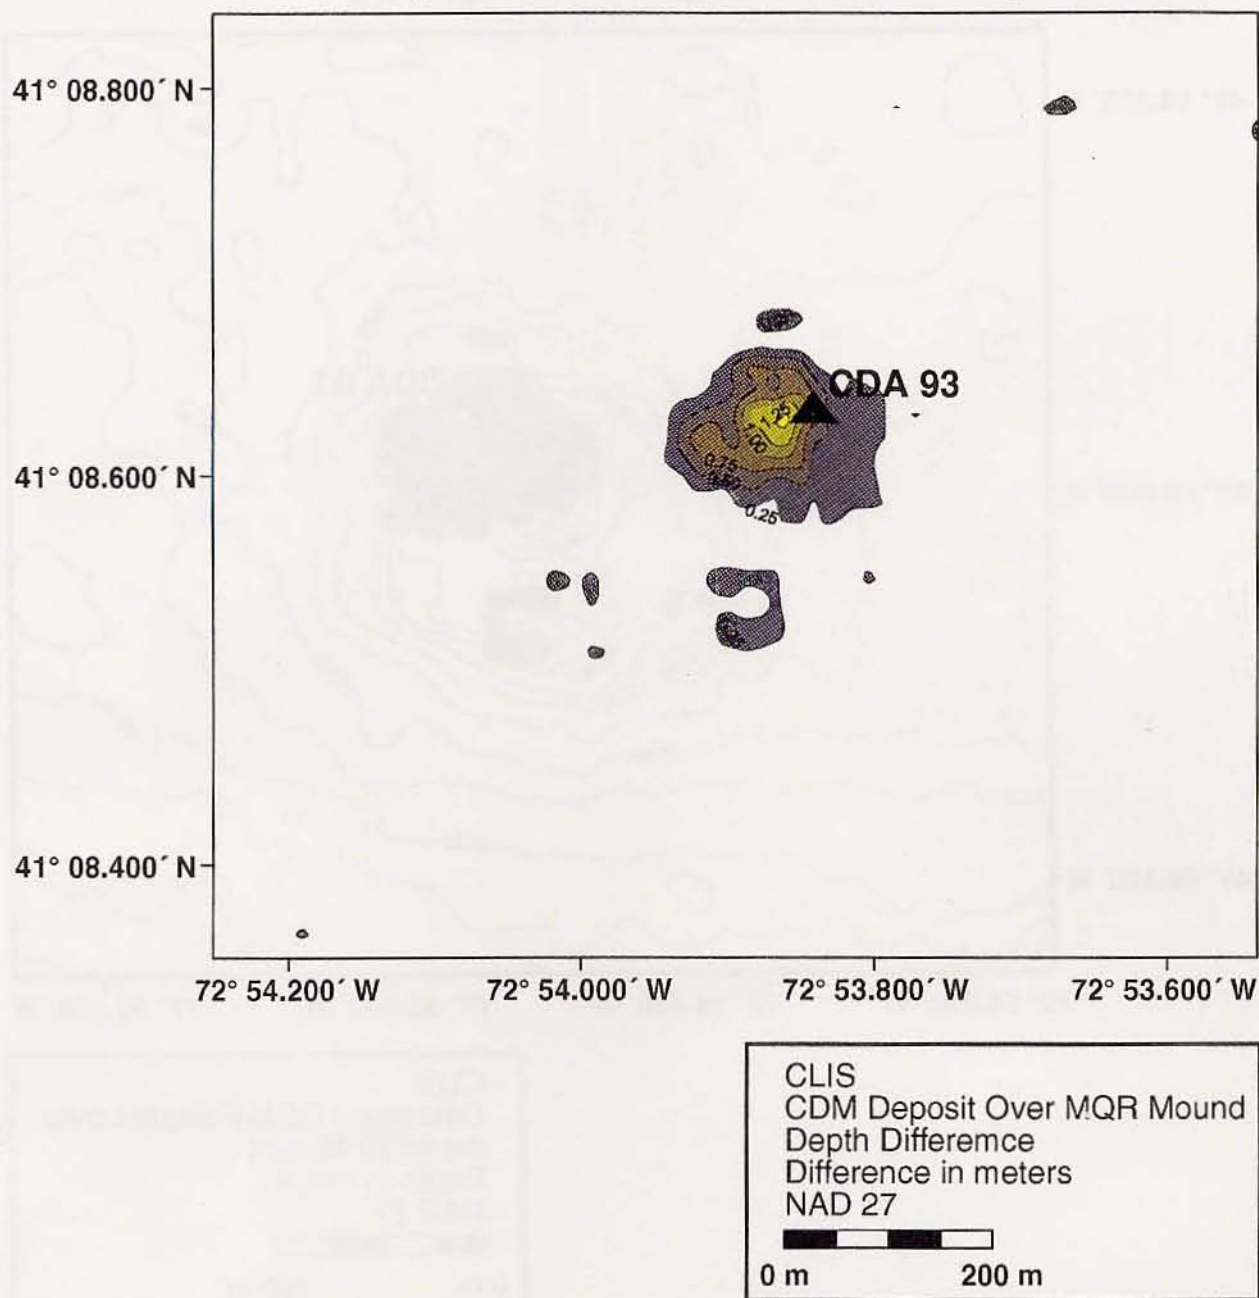 41° 08.800´ N
CDA 93
1.25
1.00
41° 08.600´ N
0.75
0.50
0.25
41° 08.400´ N
72° 54.200´ W 72° 54.000´ W 72° 53.800´ W 72° 53.600´ W
CLIS
CDM Deposit Over MQR Mound
Depth Differemce
Difference in meters
NAD 27
0 m 200 m